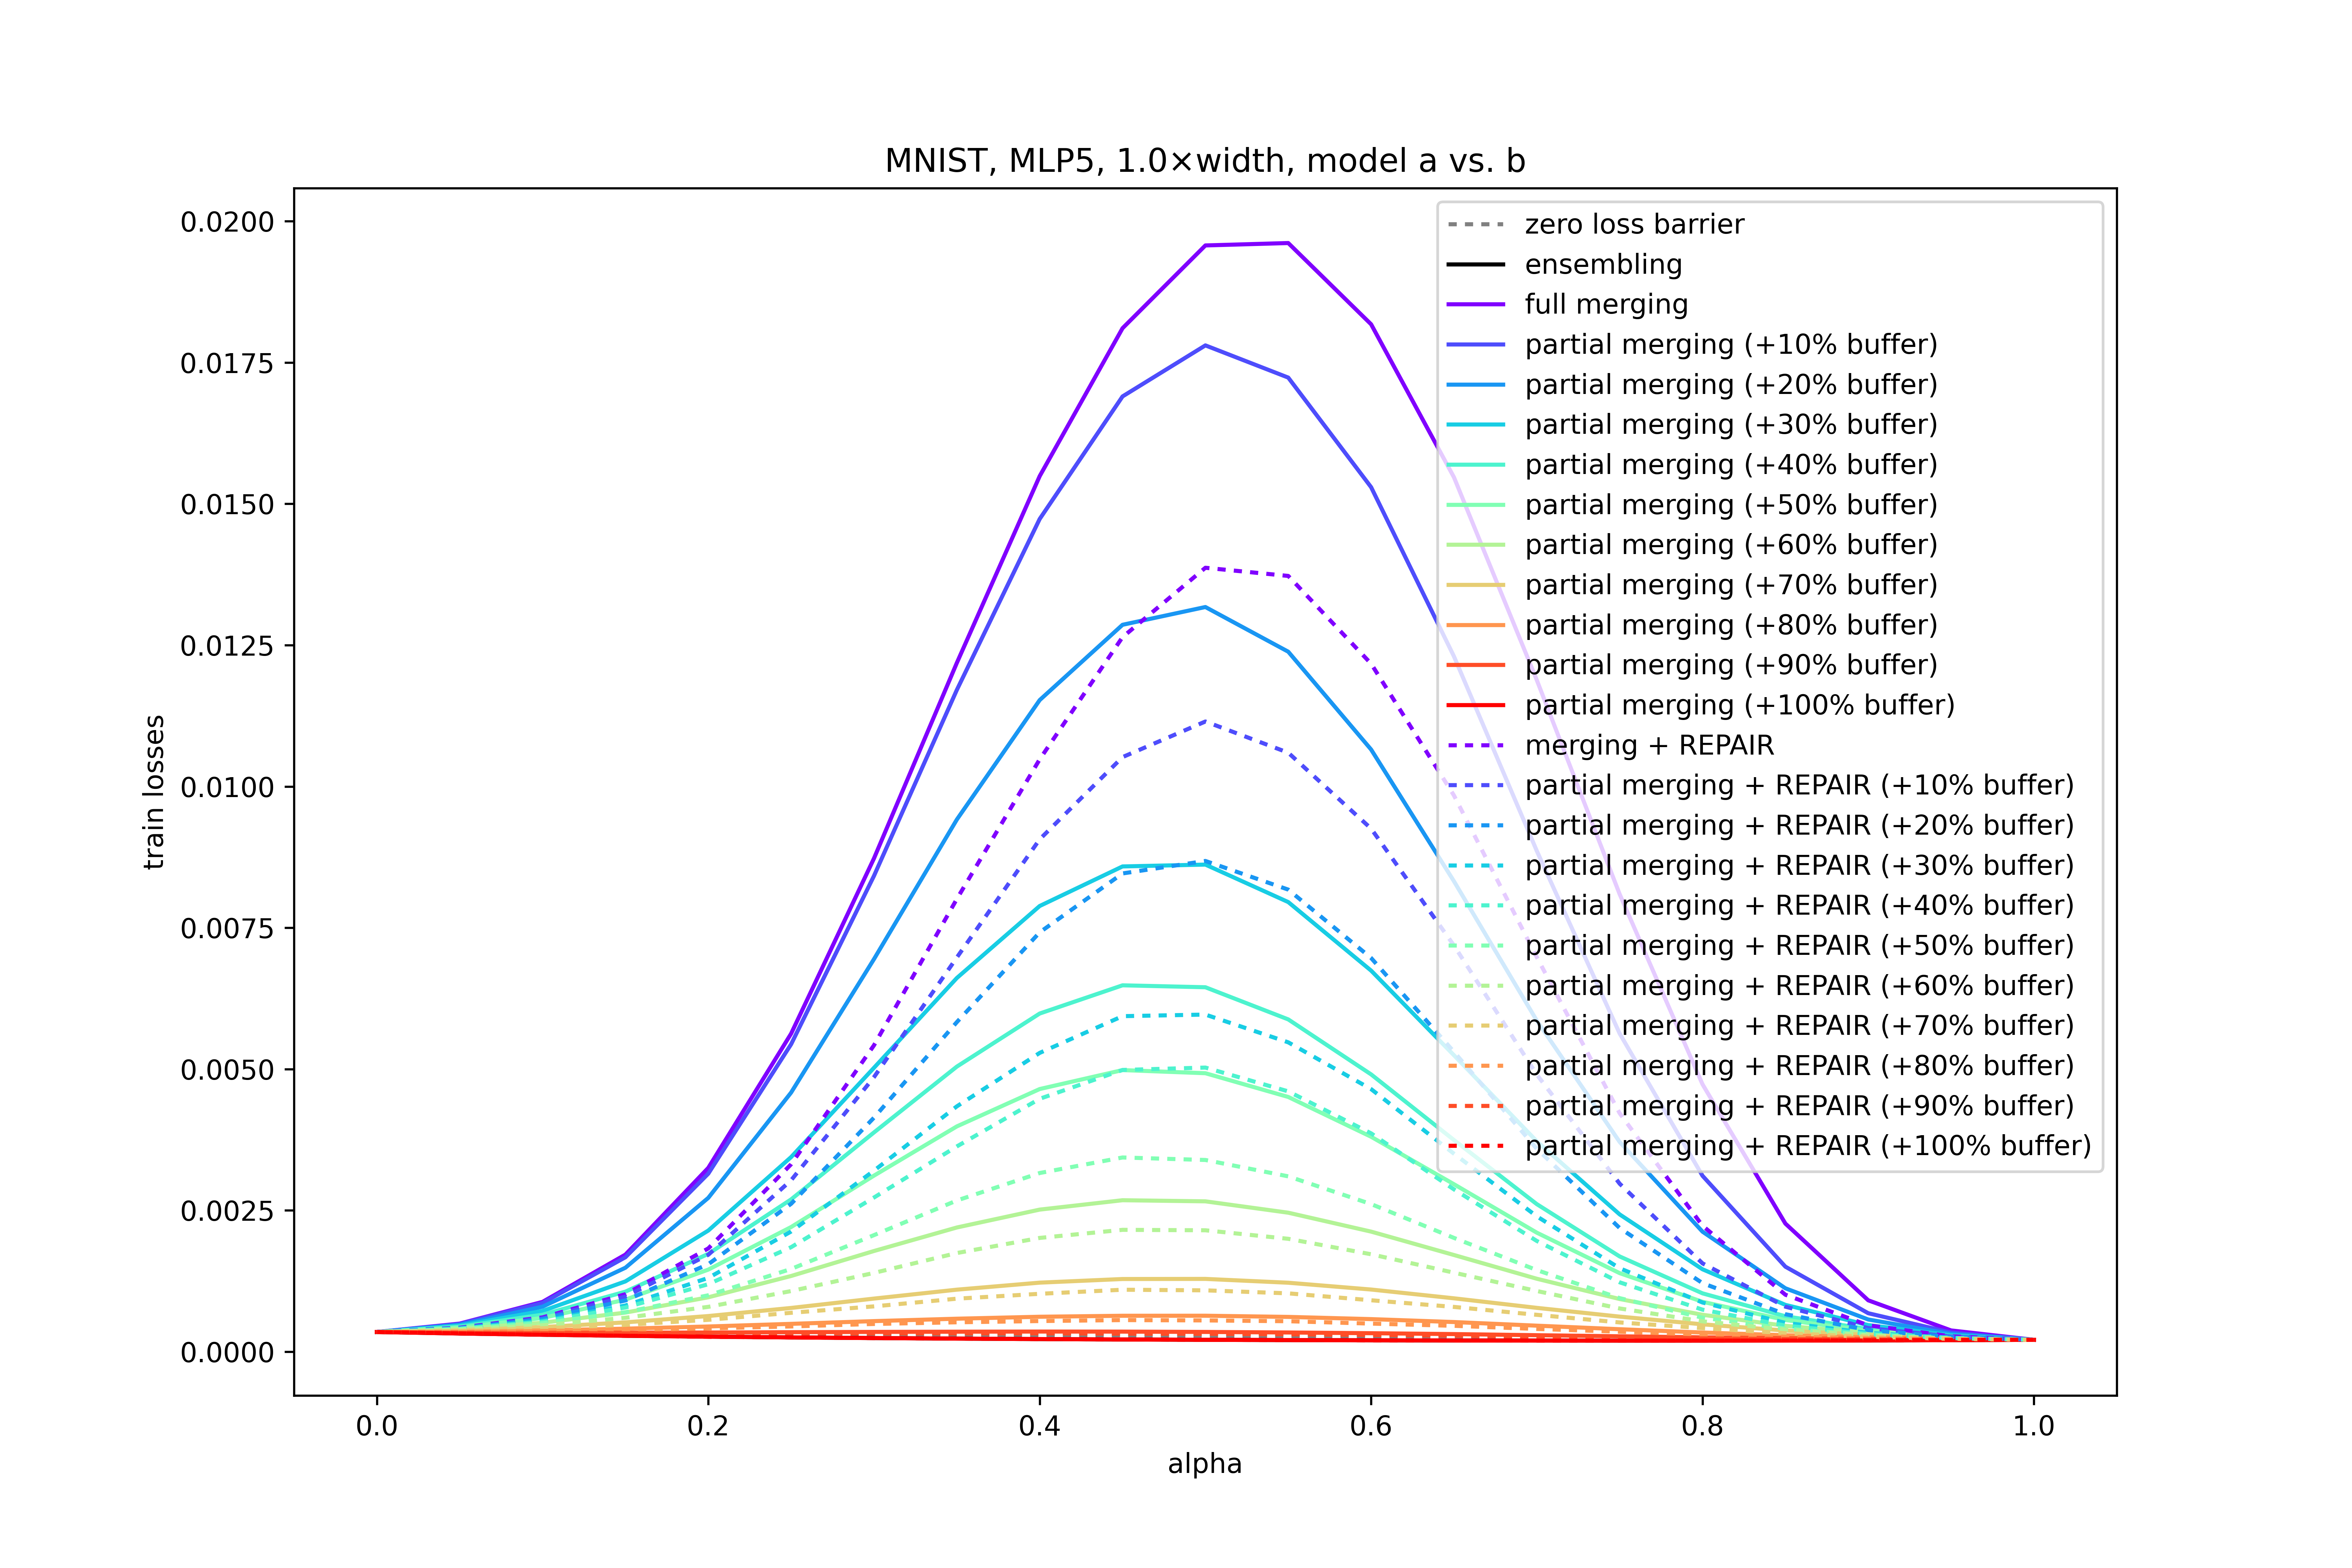 MNIST, MLP5, 1.0×width, model a vs. b
train losses
0.0200
0.0175
0.0150
0.0125
0.0100
0.0075
0.0050
0.0025
0.0000
zero loss barrier
ensembling
full merging
partial merging (+10% buffer)
partial merging (+20% buffer)
partial merging (+30% buffer)
partial merging (+40% buffer)
partial merging (+50% buffer)
partial merging (+60% buffer)
partial merging (+70% buffer)
partial merging (+80% buffer)
partial merging (+90% buffer)
partial merging (+100% buffer)
merging + REPAIR
partial merging + REPAIR (+10% buffer)
partial merging + REPAIR (+20% buffer)
partial merging + REPAIR (+30% buffer)
partial merging + REPAIR (+40% buffer)
partial merging + REPAIR (+50% buffer)
partial merging + REPAIR (+60% buffer)
partial merging + REPAIR (+70% buffer)
partial merging + REPAIR (+80% buffer)
partial merging + REPAIR (+90% buffer)
partial merging + REPAIR (+100% buffer)
0.0 0.2 0.4 0.6 0.8 1.0
alpha